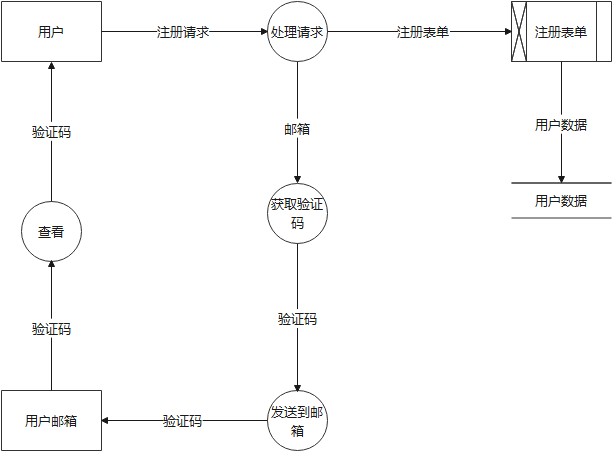 用户
注册请求
处理请求
注册表单
注册表单
验证码
邮箱
用户数据
获取验证
码
用户数据
查看
验证码
验证码
用户邮箱
验证码
发送到邮
箱